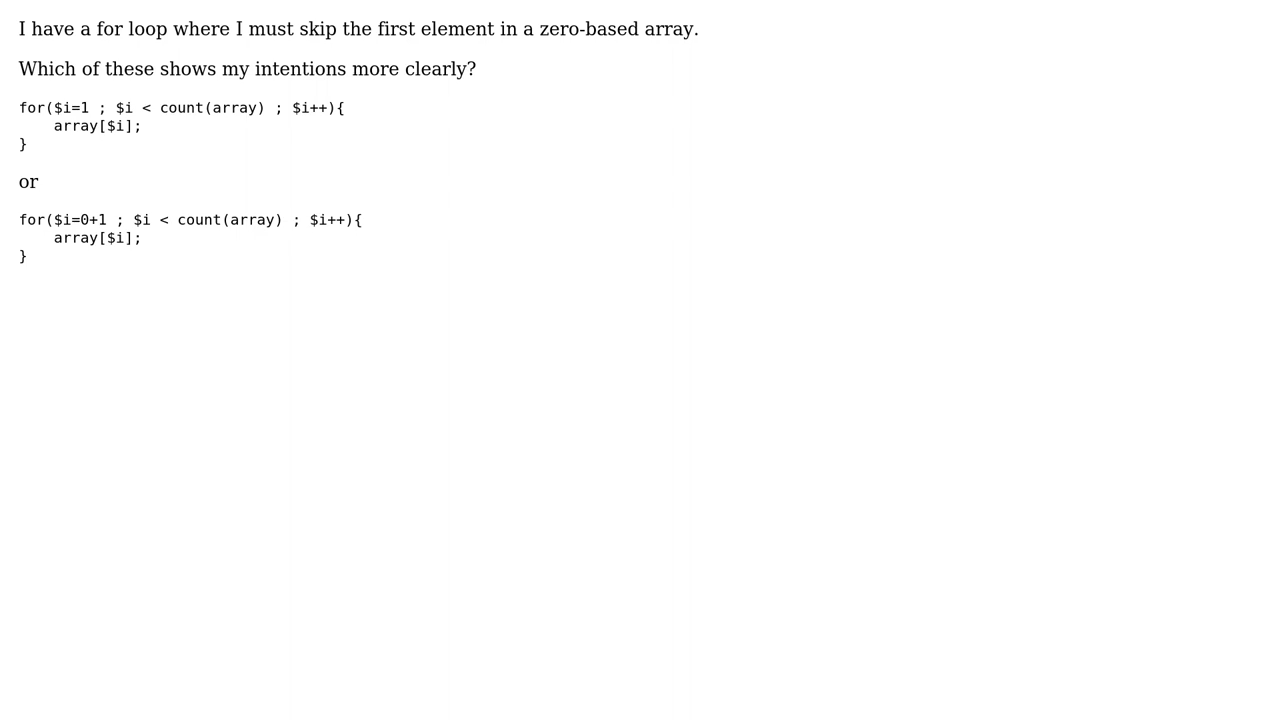 I have a for loop where I must skip the first element in a zero-based array.
Which of these shows my intentions more clearly?
for($i=1 ; $i < count(array) ; $i++){
    array[$i];
}
or
for($i=0+1 ; $i < count(array) ; $i++){
    array[$i];
}